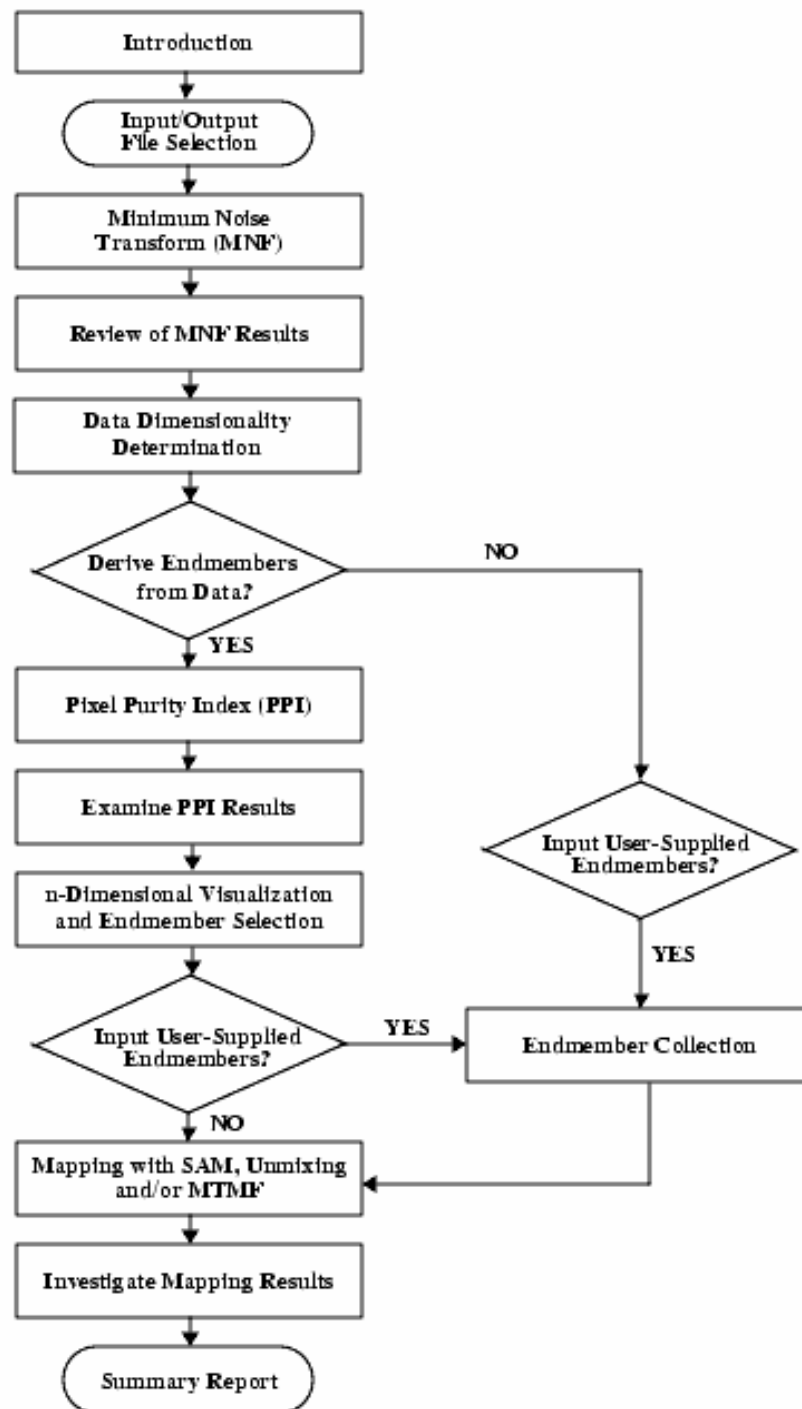 Introduction
Input/Output
File Selection
Minimum Noise
Transform (MNF)
Review of MNF Results
Data Dimensionality
Determination
Derive Endmembers
from Data?
NO
YES
Pixel Purity Index (PPI)
Examine PPI Results
Input User-Supplied
Endmembers?
n-Dimensional Visualization
and Endmember Selection
YES
Input User-Supplied
Endmembers?
YES
Endmember Collection
NO
Mapping with SAM, Unmixing
and/or MTMF
Investigate Mapping Results
Summary Report